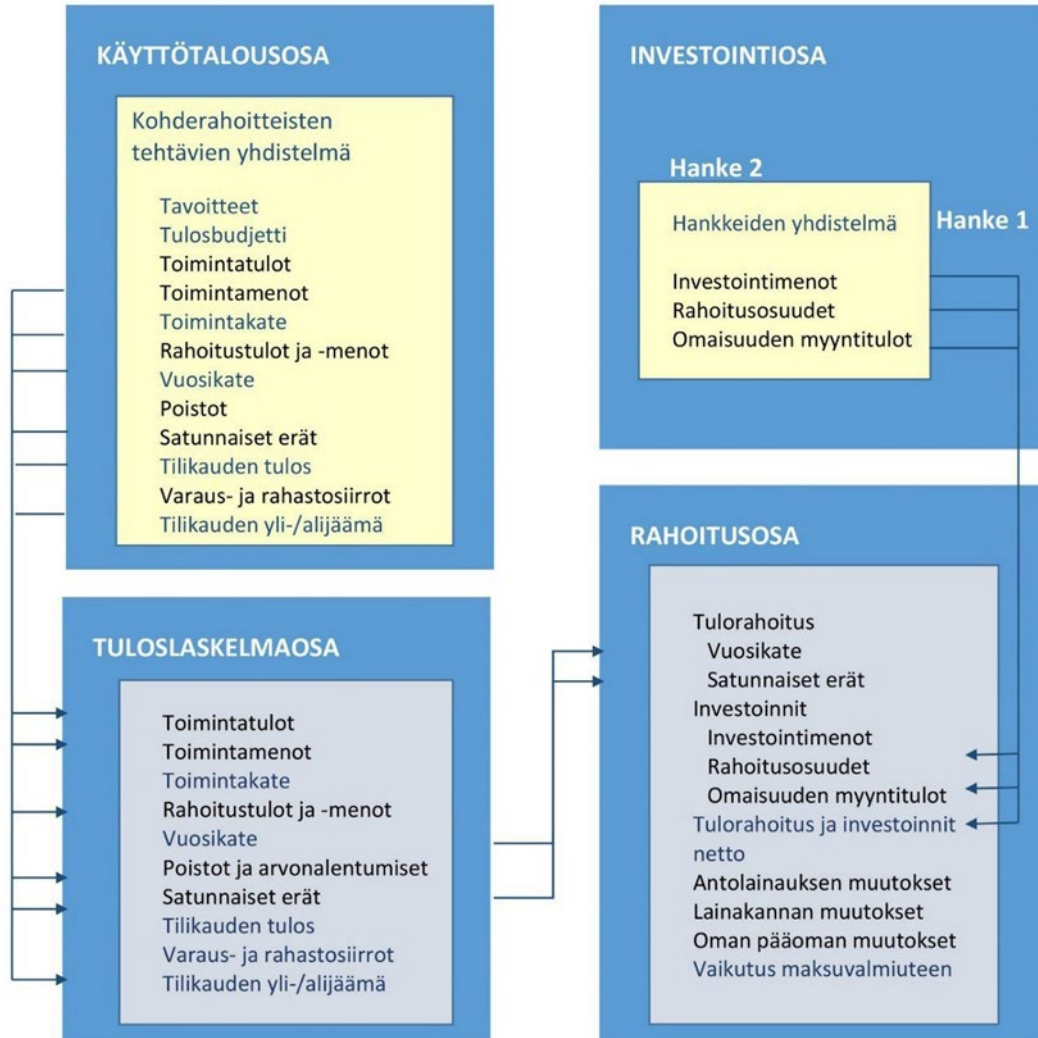 KÄYTTÖTALOUSOSA
Kohderahoitteisten
tehtävien yhdistelmä
Tavoitteet
Tulosbudjetti
Toimintatulot
Toimintamenot
Toimintakate
Rahoitustulot ja -menot
Vuosikate
Poistot
Satunnaiset erät
Tilikauden tulos
Varaus- ja rahastosiirrot
Tilikauden yli-/alijäämä
INVESTOINTIOSA
Hanke 2
Hanke 1
Hankkeiden yhdistelmä
Investointimenot
Rahoitusosuudet
Omaisuuden myyntitulot
TULOSLASKELMAOSA
Toimintatulot
Toimintamenot
Toimintakate
Rahoitustulot ja -menot
Vuosikate
Poistot ja arvonalentumiset
Satunnaiset erät
Tilikauden tulos
Varaus- ja rahastosiirrot
Tilikauden yli-/alijäämä
RAHOITUSOSA
Tulorahoitus
Vuosikate
Satunnaiset erät
Investoinnit
Investointimenot
Rahoitusosuudet
Omaisuuden myyntitulot
Tulorahoitus ja investoinnit
netto
Antolainauksen muutokset
Lainakannan muutokset
Oman pääoman muutokset
Vaikutus maksuvalmiuteen